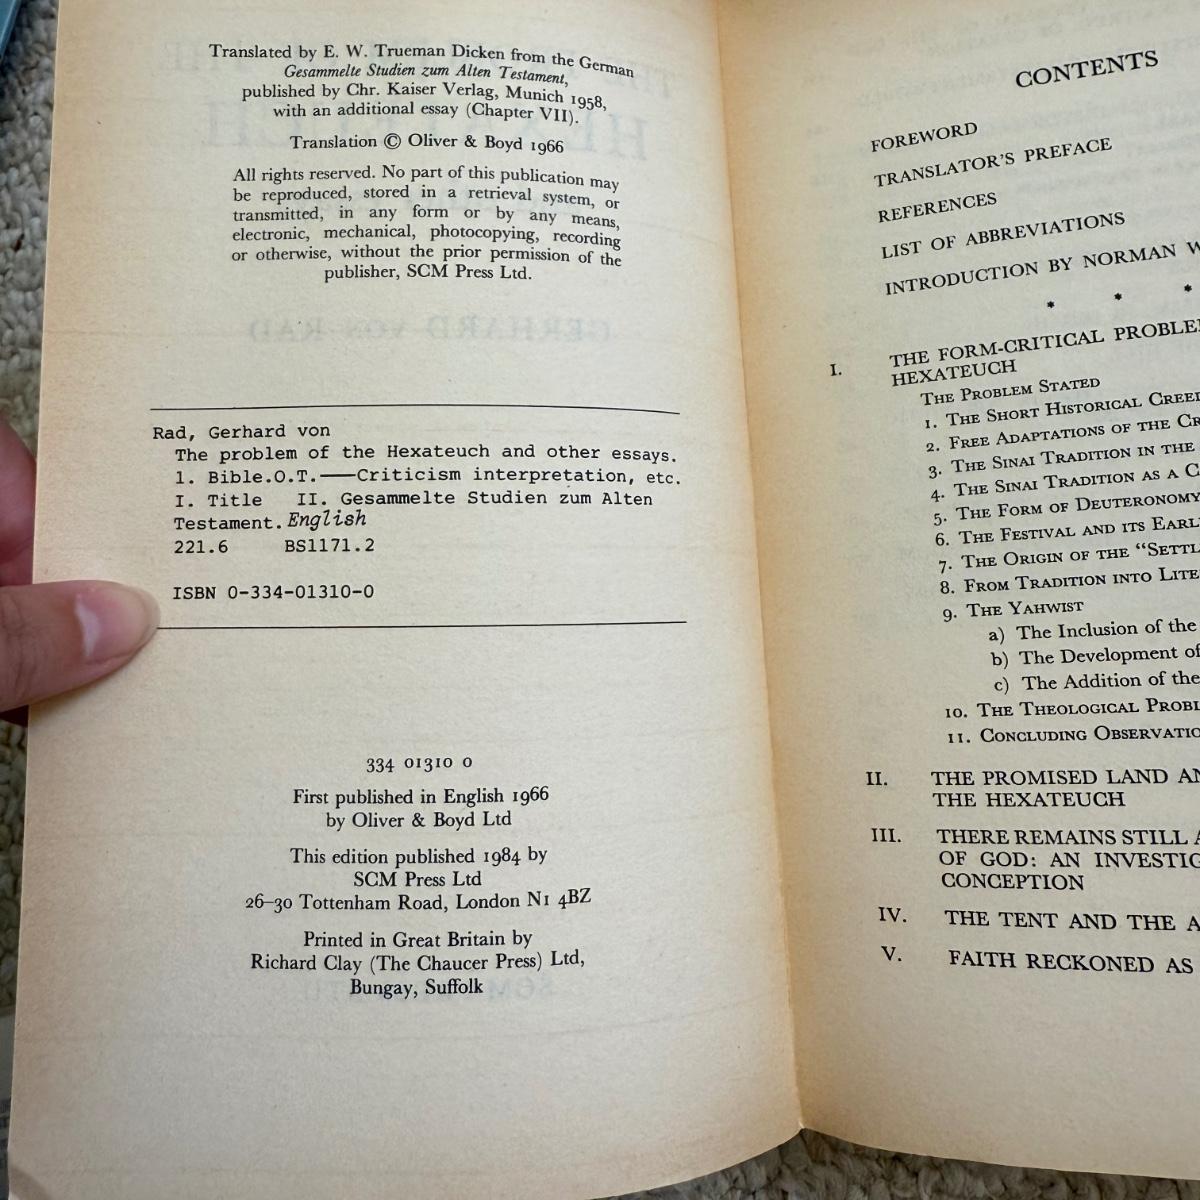 Translated by E. W. Trueman Dicken from the German
Gesammelte Studien zum Alten Testament,
published by Chr. Kaiser Verlag, Munich 1958,
with an additional essay (Chapter VII).
Translation © Oliver & Boyd 1966
All rights reserved. No part of this publication may
be reproduced, stored in a retrieval system, or
transmitted, in any form or by any means,
electronic, mechanical, photocopying, recording
or otherwise, without the prior permission of the
publisher, SCM Press Ltd.
Rad, Gerhard von
The problem of the Hexateuch and other essays.
1. Bible.O.T.——Criticism interpretation, etc.
I. Title II. Gesammelte Studien zum Alten
Testament. English
221.6 BS1171.2
ISBN 0-334-01310-0
334 01310 0
First published in English 1966
by Oliver & Boyd Ltd
This edition published 1984 by
SCM Press Ltd
26–30 Tottenham Road, London N1 4BZ
Printed in Great Britain by
Richard Clay (The Chaucer Press) Ltd,
Bungay, Suffolk
CONTENTS
FOREWORD
TRANSLATOR'S PREFACE
REFERENCES
LIST OF ABBREVIATIONS
INTRODUCTION BY NORMAN W
* * *
I. THE FORM-CRITICAL PROBLE
HEXATEUCH
THE PROBLEM STATED
1. THE SHORT HISTORICAL CREE
2. FREE ADAPTATIONS OF THE CR
3. THE SINAI TRADITION IN THE
4. THE SINAI TRADITION AS A C
5. THE FORM OF DEUTERONOMY
6. THE FESTIVAL AND ITS EARL
7. THE ORIGIN OF THE "SETTL
8. FROM TRADITION INTO LITE
9. THE YAHWIST
a) The Inclusion of the
b) The Development of
c) The Addition of the
10. THE THEOLOGICAL PROBL
11. CONCLUDING OBSERVATIO
II. THE PROMISED LAND AN
THE HEXATEUCH
III. THERE REMAINS STILL A
OF GOD: AN INVESTIG
CONCEPTION
IV. THE TENT AND THE A
V. FAITH RECKONED AS